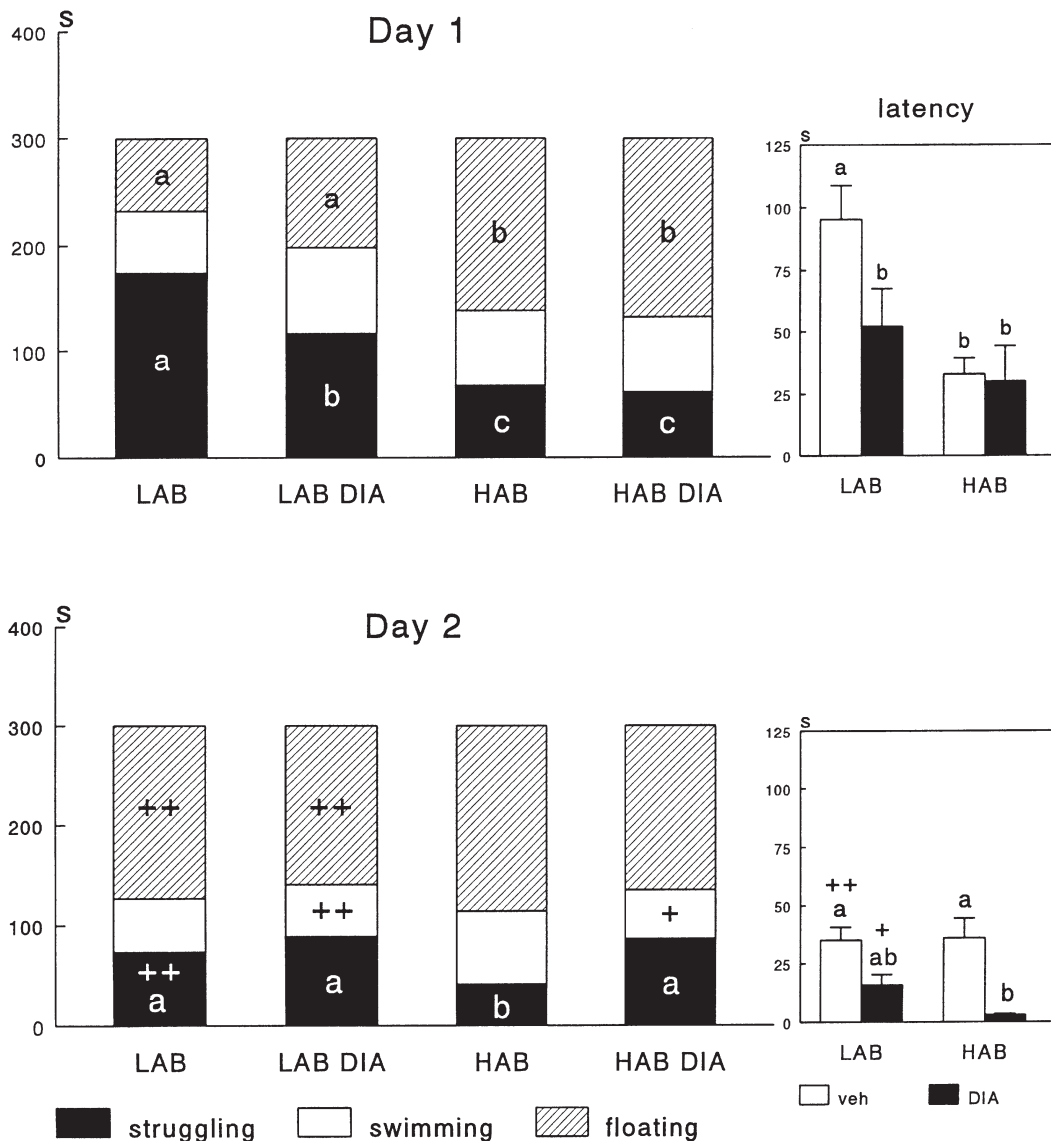 Day 1
s
400
300
200
100
0
a
a
a
b
b
c
b
c
LAB
LAB DIA
HAB
HAB DIA
latency
s
125
100
75
50
25
0
a
b
b
b
LAB
HAB
Day 2
s
400
300
200
100
0
++
++
a
++
++
a
b
+
a
LAB
LAB DIA
HAB
HAB DIA
s
125
100
75
50
25
0
++
a
+
ab
a
b
LAB
HAB
veh
DIA
struggling
swimming
floating